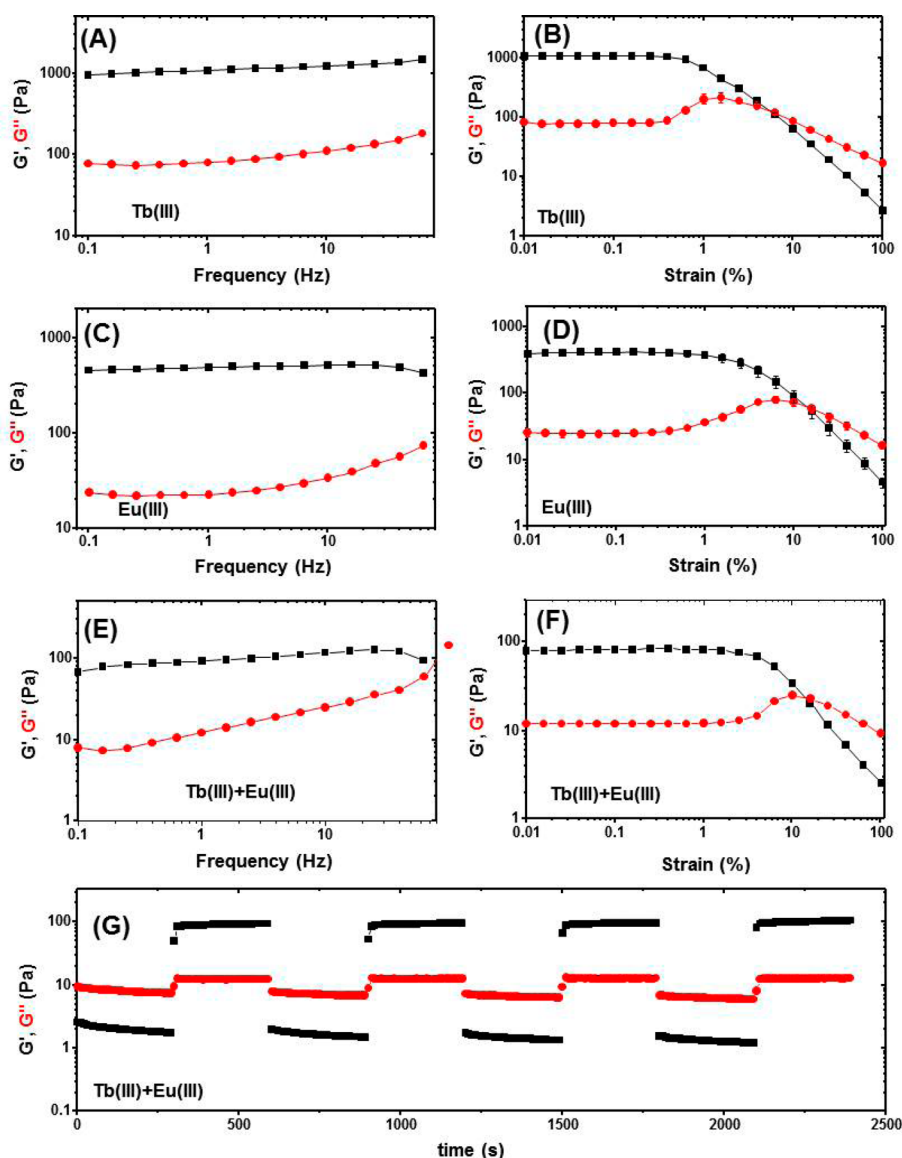 (A)
G', G'' (Pa)
1000
100
10
Tb(III)
0.1 1 10
Frequency (Hz)
(B)
G', G'' (Pa)
1000
100
10
1
Tb(III)
0.01 0.1 1 10 100
Strain (%)
(C)
G', G'' (Pa)
1000
100
10
Eu(III)
0.1 1 10
Frequency (Hz)
(D)
G', G'' (Pa)
1000
100
10
1
Eu(III)
0.01 0.1 1 10 100
Strain (%)
(E)
G', G'' (Pa)
100
10
1
Tb(III)+Eu(III)
0.1 1 10
Frequency (Hz)
(F)
G', G'' (Pa)
100
10
1
Tb(III)+Eu(III)
0.01 0.1 1 10 100
Strain (%)
(G)
G', G'' (Pa)
100
10
1
0.1
Tb(III)+Eu(III)
0 500 1000 1500 2000 2500
time (s)